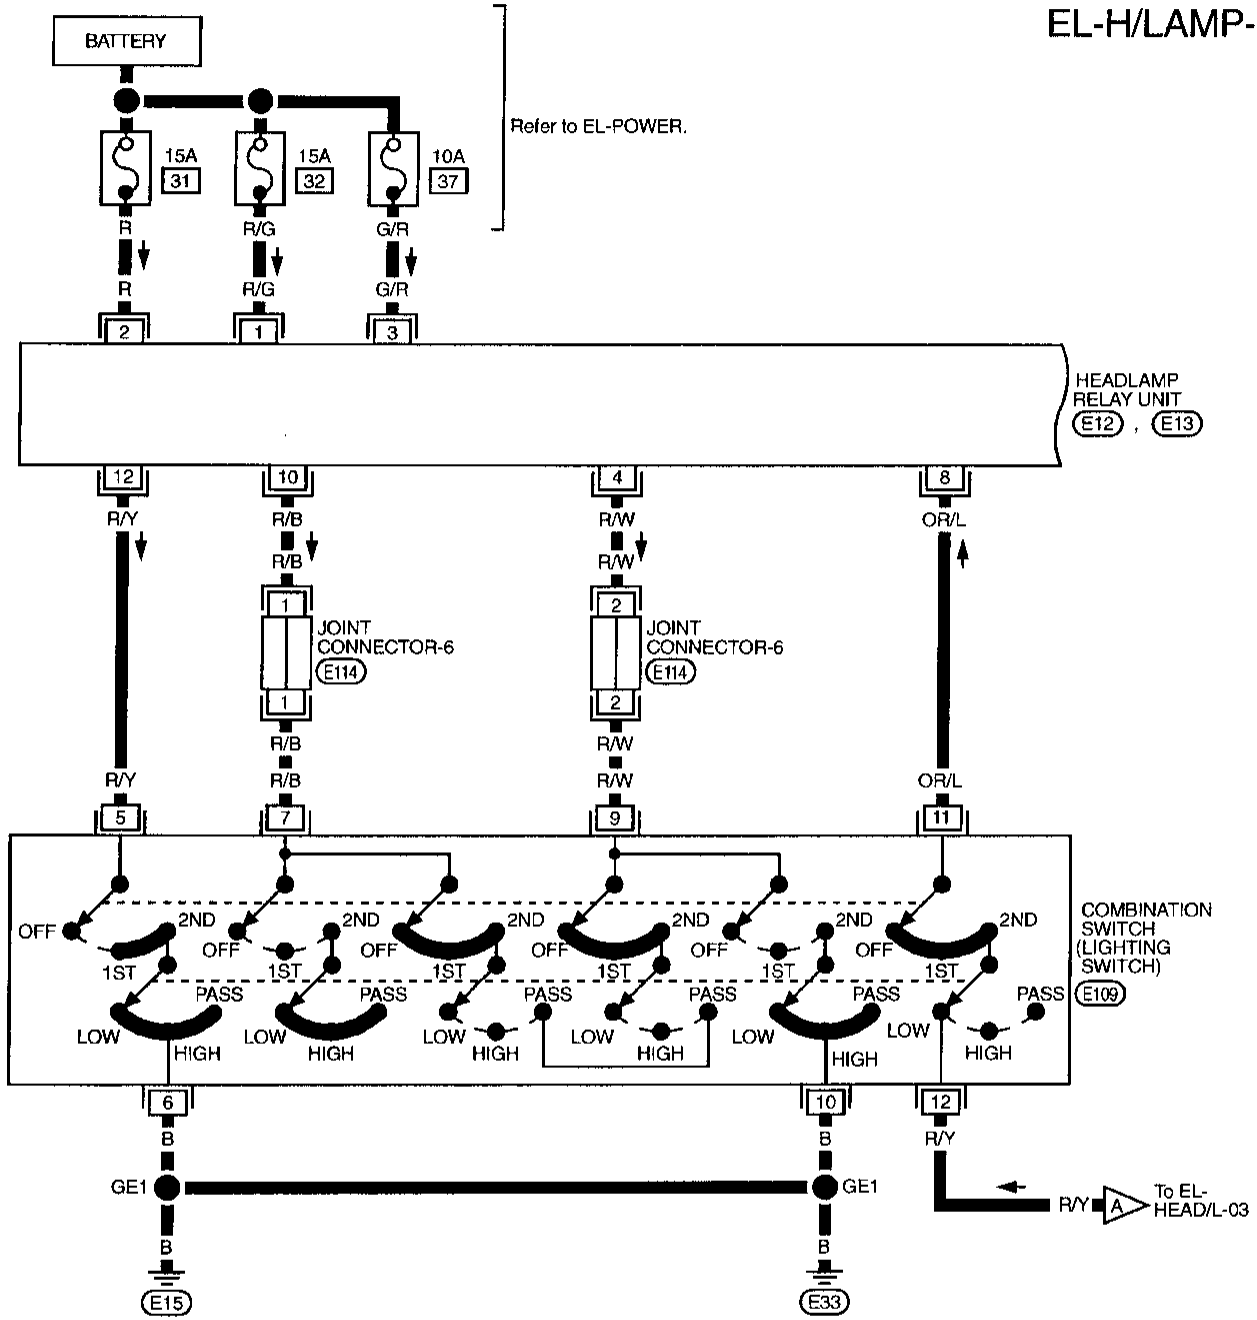 EL-H/LAMP-
BATTERY
Refer to EL-POWER.
15A
31
15A
32
10A
37
R
R/G
G/R
R
R/G
G/R
2
1
3
HEADLAMP
RELAY UNIT
E12 , E13
12
10
4
8
R/Y
R/B
R/W
OR/L
R/B
R/W
1
2
JOINT
CONNECTOR-6
E114
JOINT
CONNECTOR-6
E114
1
2
R/B
R/W
R/Y
R/B
R/W
OR/L
5
7
9
11
OFF
1ST
2ND
OFF
1ST
2ND
OFF
1ST
2ND
OFF
1ST
2ND
OFF
1ST
2ND
OFF
1ST
2ND
COMBINATION
SWITCH
(LIGHTING
SWITCH)
E109
LOW
HIGH
PASS
LOW
HIGH
PASS
LOW
HIGH
PASS
LOW
HIGH
PASS
LOW
HIGH
PASS
LOW
HIGH
PASS
6
10
12
B
B
R/Y
GE1
GE1
R/Y
A
To EL-
HEAD/L-03
B
B
E15
E33